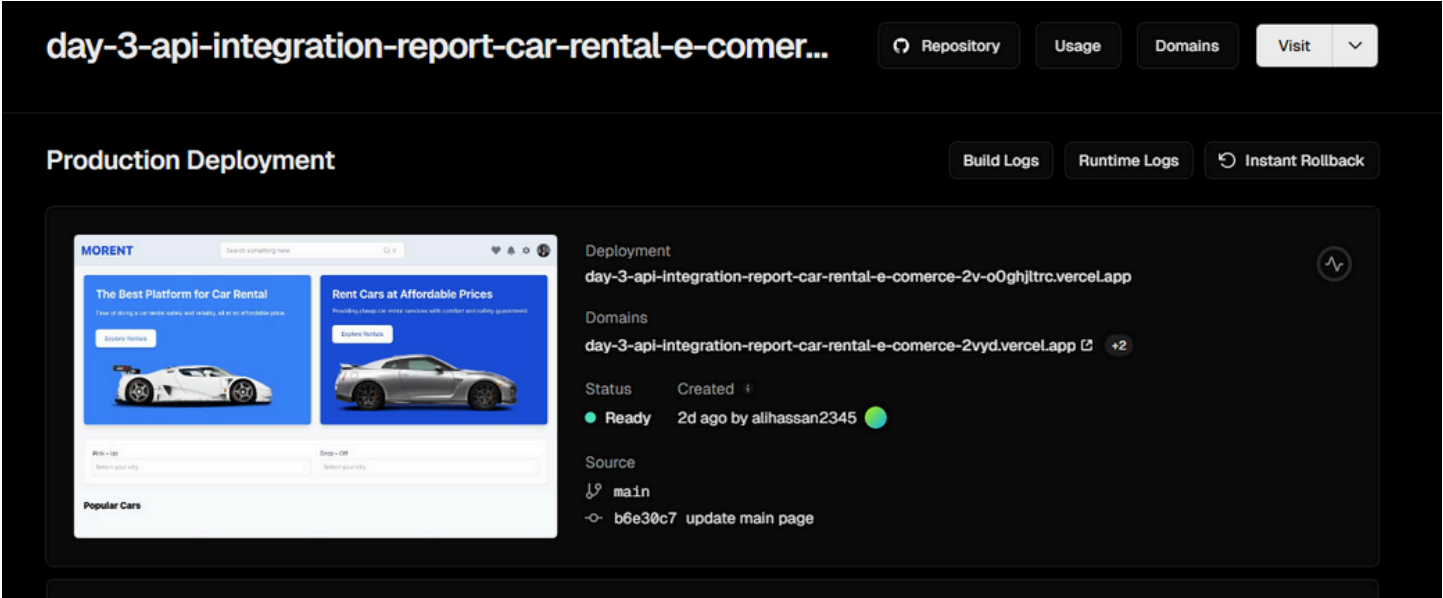 day-3-api-integration-report-car-rental-e-comer...
Repository
Usage
Domains
Visit
Production Deployment
Build Logs
Runtime Logs
Instant Rollback
MORENT
Search something here
The Best Platform for Car Rental
Ease of doing a car rental safely and reliably, all at an affordable price.
Explore Rentals
Rent Cars at Affordable Prices
Providing cheap car rental services with comfort and safety guaranteed
Explore Rentals
Pick - Up
Select your city
Drop - Off
Select your city
Popular Cars
Deployment
day-3-api-integration-report-car-rental-e-comerce-2v-o0ghjltrc.vercel.app
Domains
day-3-api-integration-report-car-rental-e-comerce-2vyd.vercel.app
+2
Status
Created
Ready
2d ago by alihassan2345
Source
main
b6e30c7 update main page